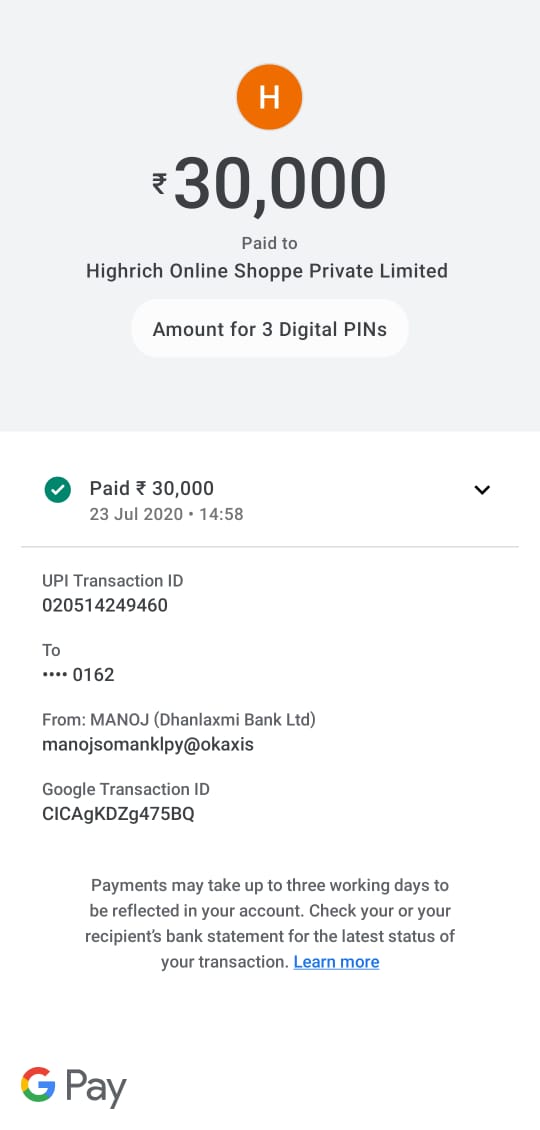 H
₹30,000
Paid to
Highrich Online Shoppe Private Limited
Amount for 3 Digital PINs
Paid ₹ 30,000
23 Jul 2020 • 14:58
UPI Transaction ID
020514249460
To
•••• 0162
From: MANOJ (Dhanlaxmi Bank Ltd)
manojsomanklpy@okaxis
Google Transaction ID
CICAgKDZg475BQ
Payments may take up to three working days to
be reflected in your account. Check your or your
recipient's bank statement for the latest status of
your transaction. Learn more
G Pay